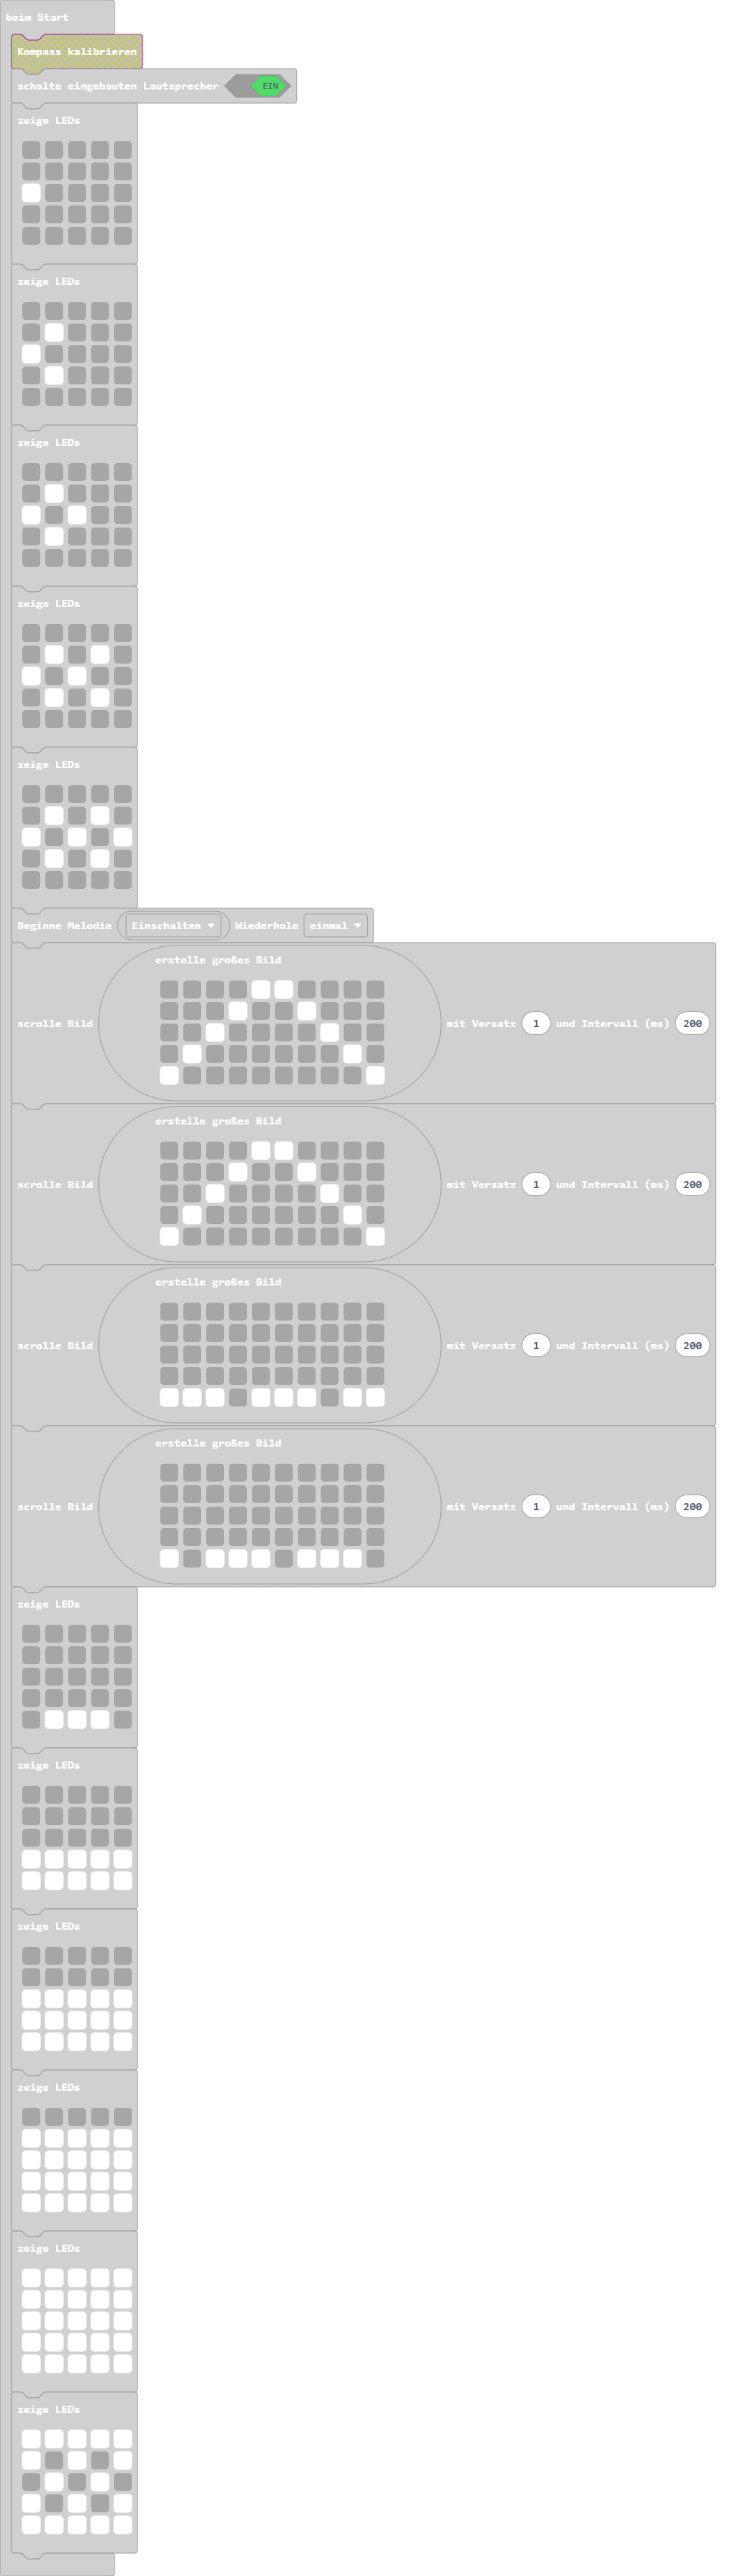 beim Start
Kompass kalibrieren
schalte eingebauten Lautsprecher EIN
zeige LEDs
zeige LEDs
zeige LEDs
zeige LEDs
zeige LEDs
Beginne Melodie Einschalten Wiederhole einmal
erstelle großes Bild
scrolle Bild mit Versatz 1 und Intervall (ms) 200
erstelle großes Bild
scrolle Bild mit Versatz 1 und Intervall (ms) 200
erstelle großes Bild
scrolle Bild mit Versatz 1 und Intervall (ms) 200
erstelle großes Bild
scrolle Bild mit Versatz 1 und Intervall (ms) 200
zeige LEDs
zeige LEDs
zeige LEDs
zeige LEDs
zeige LEDs
zeige LEDs